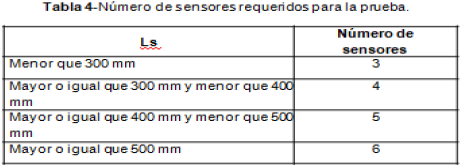 Tabla 4-Número de sensores requeridos para la prueba.
Ls
Número de
sensores
Menor que 300 mm
3
Mayor o igual que 300 mm y menor que 400
mm
4
Mayor o igual que 400 mm y menor que 500
mm
5
Mayor o igual que 500 mm
6